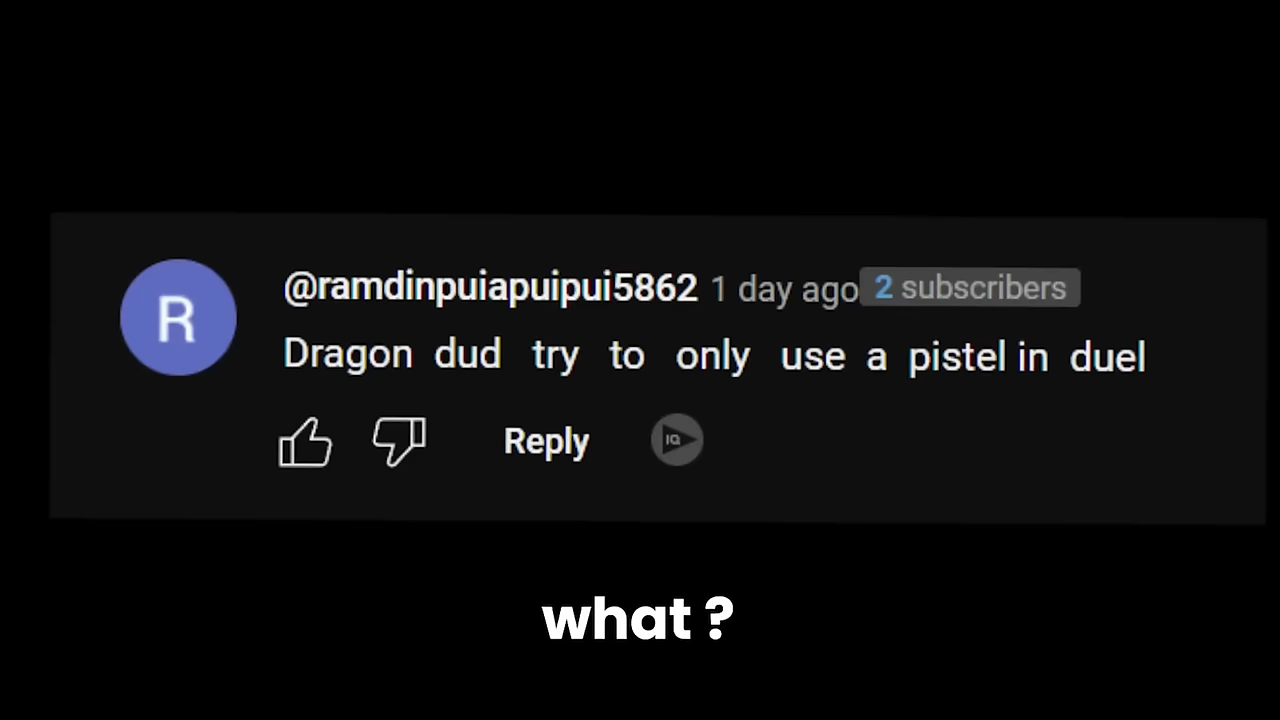 R
@ramdinpuiapuipui5862 1 day ago 2 subscribers
Dragon dud try to only use a pistel in duel
Reply IQ
what ?